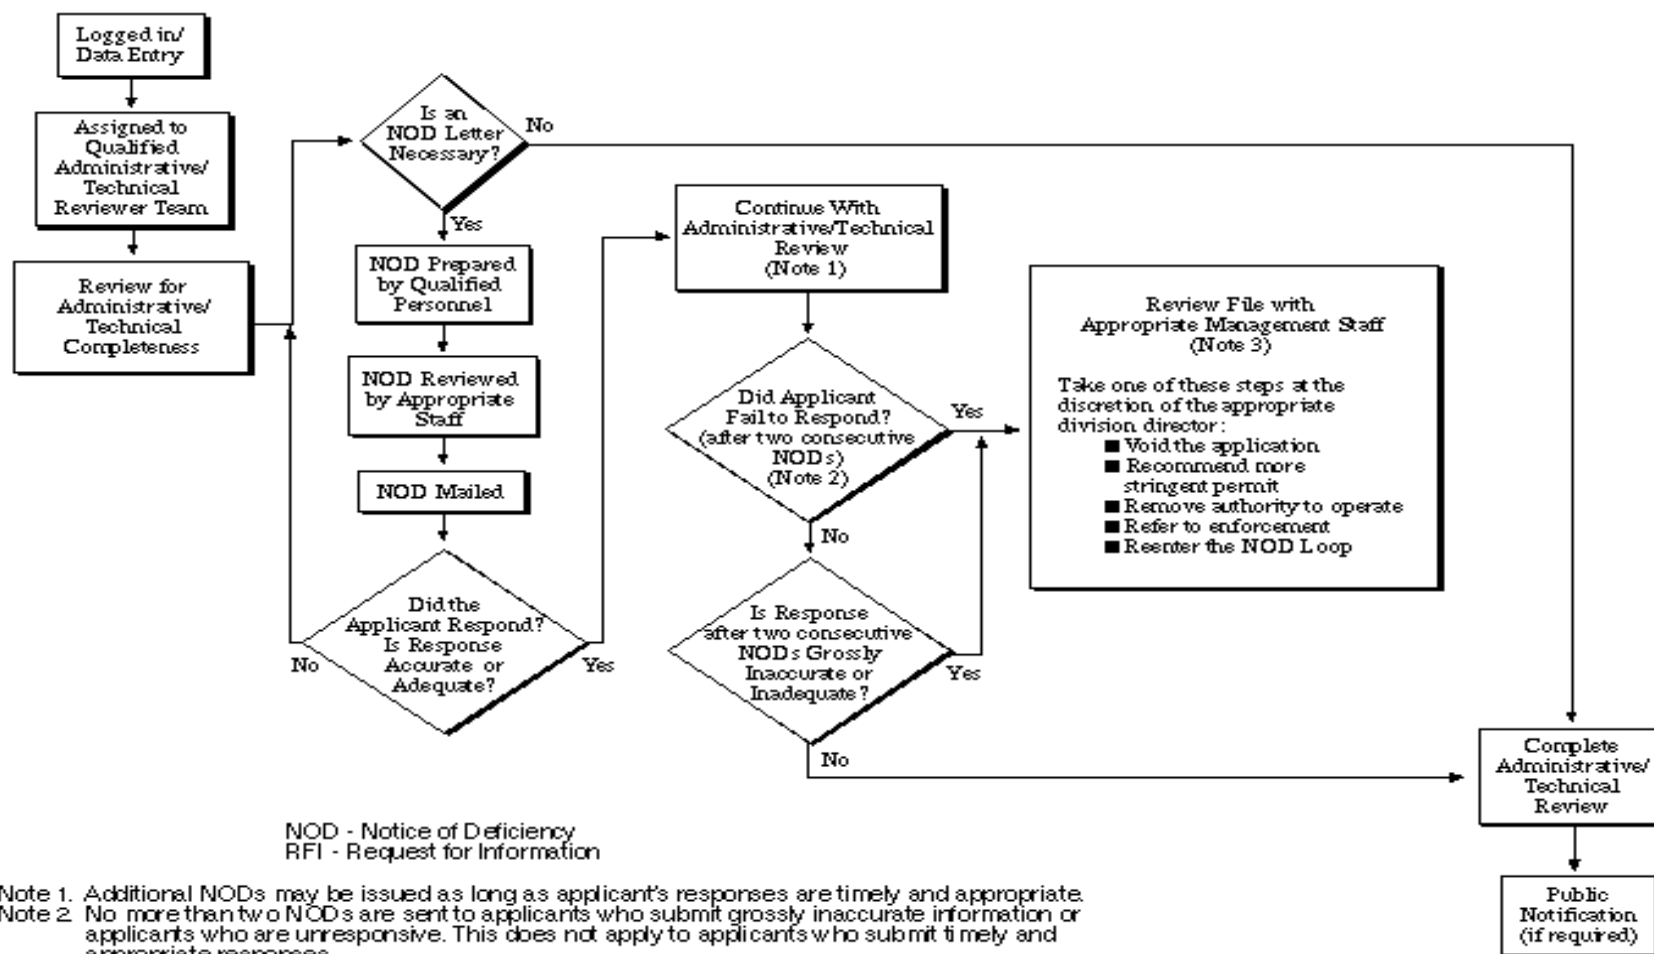 Logged in/
Data Entry
Assigned to
Qualified
Administrative/
Technical
Reviewer Team
Review for
Administrative/
Technical
Completeness
Is an
NOD Letter
Necessary?
No
Yes
NOD Prepared
by Qualified
Personnel
NOD Reviewed
by Appropriate
Staff
NOD Mailed
Did the
Applicant Respond?
Is Response
Accurate or
Adequate?
No
Yes
Continue With
Administrative/Technical
Review
(Note 1)
Did Applicant
Fail to Respond?
(after two consecutive
NODs)
(Note 2)
Yes
No
Is Response
after two consecutive
NODs Grossly
Inaccurate or
Inadequate?
Yes
No
Review File with
Appropriate Management Staff
(Note 3)
Take one of these steps at the
discretion of the appropriate
division director:
■ Void the application
■ Recommend more
stringent permit
■ Remove authority to operate
■ Refer to enforcement
■ Reenter the NOD Loop
Complete
Administrative/
Technical
Review
Public
Notification
(if required)
NOD - Notice of Deficiency
RFI - Request for Information
Note 1. Additional NODs may be issued as long as applicant's responses are timely and appropriate.
Note 2. No more than two NODs are sent to applicants who submit grossly inaccurate information or
applicants who are unresponsive. This does not apply to applicants who submit timely and
appropriate responses